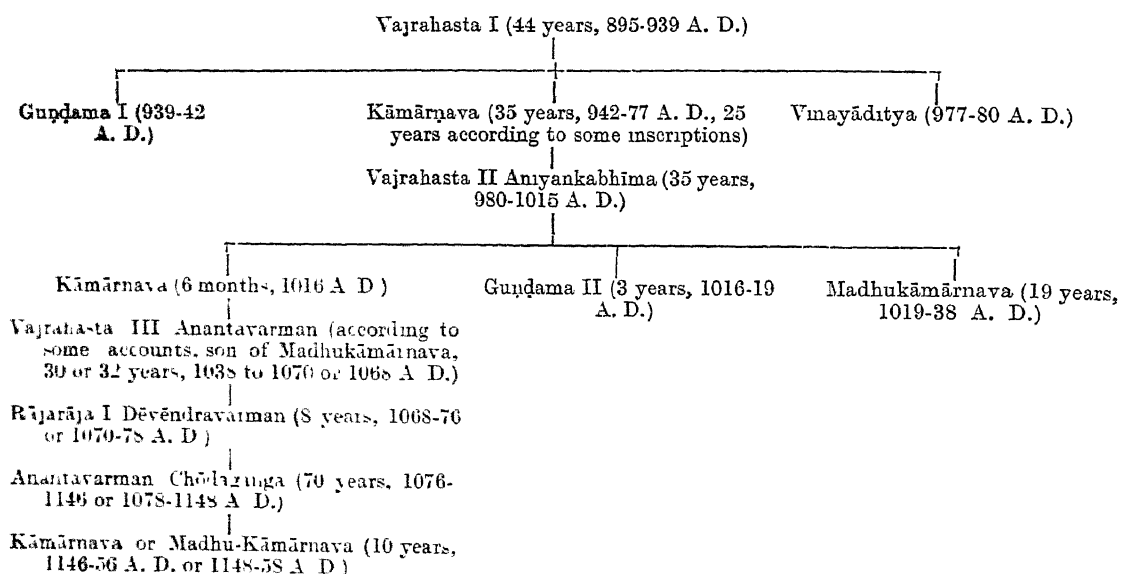 Vajrahasta I (44 years, 895-939 A. D.)
Guṇḍama I (939-42
A. D.)
Kāmārṇava (35 years, 942-77 A. D., 25
years according to some inscriptions)
Vinayāditya (977-80 A. D.)
Vajrahasta II Aniyankabhīma (35 years,
980-1015 A. D.)
Kāmārnava (6 months, 1016 A D )
Guṇḍama II (3 years, 1016-19
A. D.)
Madhukāmārnava (19 years,
1019-38 A. D.)
Vajrahasta III Anantavarman (according to
some accounts, son of Madhukāmārnava,
30 or 32 years, 1038 to 1070 or 1068 A D.)
Rājarāja I Dēvēndravarman (8 years, 1068-76
or 1070-78 A. D )
Anantavarman Chōdagaṅga (70 years, 1076-
1146 or 1078-1148 A D.)
Kāmārnava or Madhu-Kāmārnava (10 years,
1146-56 A. D. or 1148-58 A D )